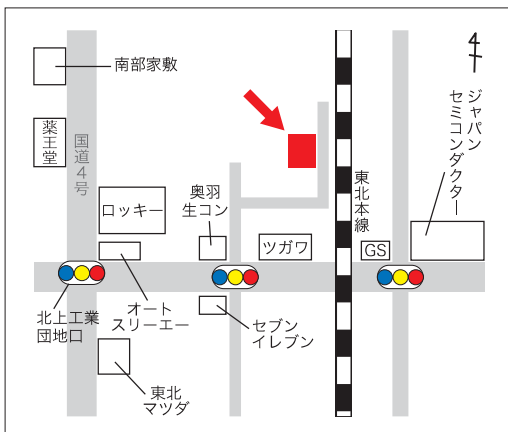 南部家敷
薬王堂
国道4号
ロッキー
奥羽
生コン
ツガワ
東北本線
GS
ジャパン
セミコンダクター
4
北上工業
団地口
オート
スリーエー
セブン
イレブン
東北
マツダ